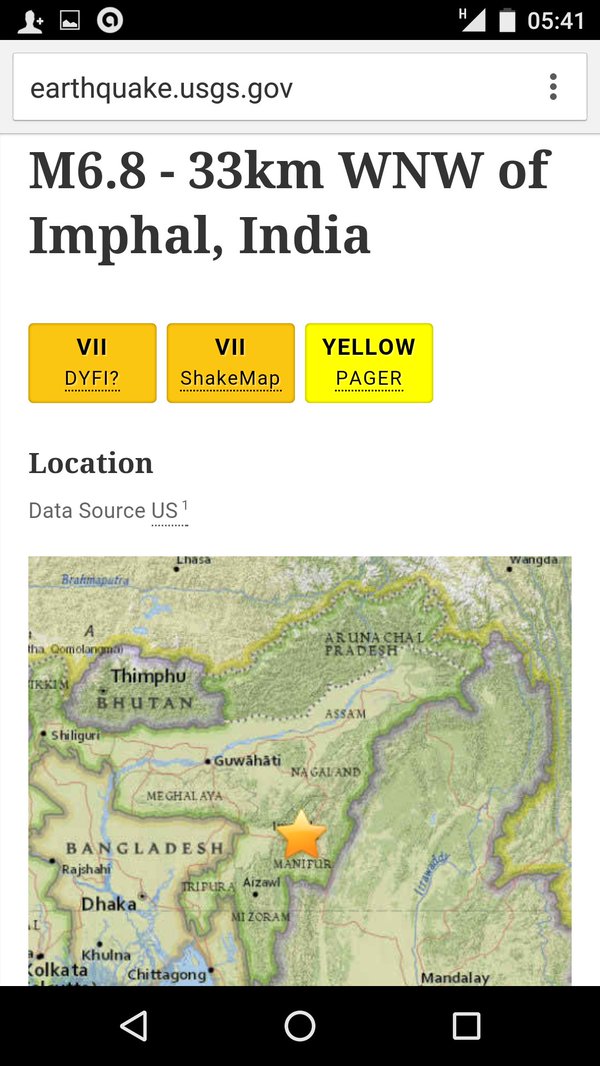 H 05:41
earthquake.usgs.gov
M6.8 - 33km WNW of
Imphal, India
VII VII YELLOW
DYFI? ShakeMap PAGER
Location
Data Source US 1
Lhasa Wangda
Brahmaputra
A ARUNACHAL
tha, Qomolangma) PRADESH
IKKIM Thimphu
BHUTAN
ASSAM
Shiliguri
Guwāhāti
NAGALAND
MEGHALAYA
BANGLADESH
MANIPUR
Rajshahi
TRIPURA Aizawl
Irrawaddy
Dhaka
MIZORAM
Khulna
Kolkata Chittagong
Mandalay